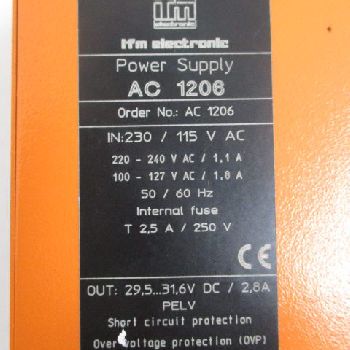 ifm
electronic
ifm electronic
Power Supply
AC 1206
Order No.: AC 1206
IN:230 / 115 V AC
220 - 240 V AC / 1,1 A
100 - 127 V AC / 1,8 A
50 / 60 Hz
Internal fuse
T 2,5 A / 250 V
CE
OUT: 29,5...31,6V DC / 2,8A
PELV
Short circuit protection
Over voltage protection (OVP)